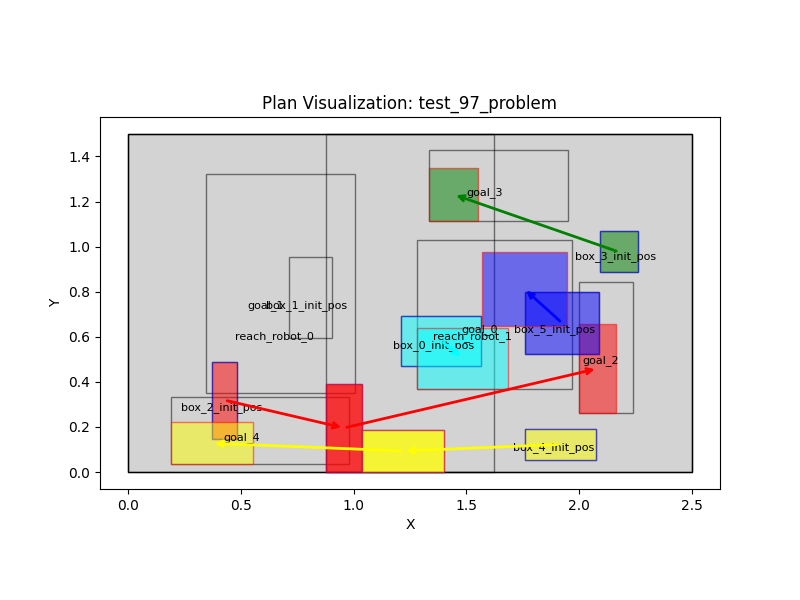 Plan Visualization: test_97_problem
1.4
1.2
1.0
0.8
0.6
0.4
0.2
0.0
Y
goal_3
box_3_init_pos
goal_1
box_1_init_pos
reach_robot_0
goal_0
reach_robot_1
box_0_init_pos
box_5_init_pos
goal_2
box_2_init_pos
goal_4
box_4_init_pos
0.0 0.5 1.0 1.5 2.0 2.5
X